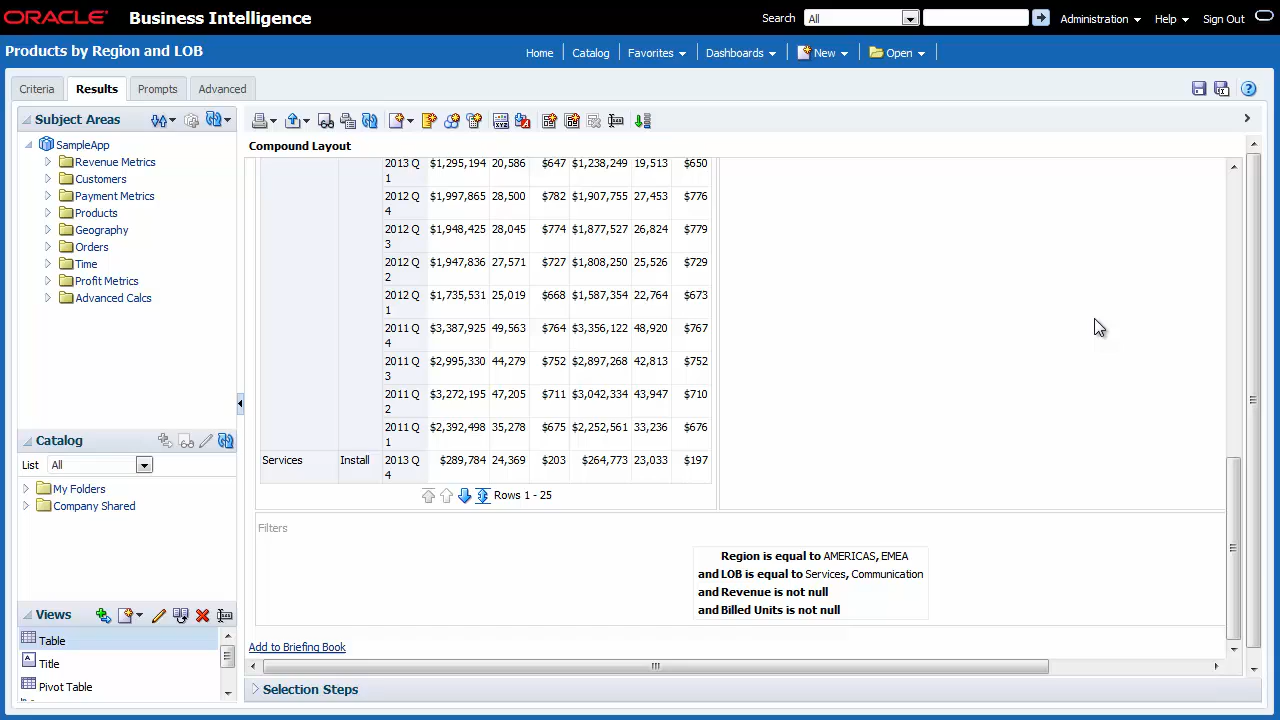 ORACLE Business Intelligence
Search All Administration Help Sign Out
Products by Region and LOB
Home Catalog Favorites Dashboards New Open
Criteria Results Prompts Advanced
Subject Areas
SampleApp
Revenue Metrics
Customers
Payment Metrics
Products
Geography
Orders
Time
Profit Metrics
Advanced Calcs
Catalog
List All
My Folders
Company Shared
Views
Table
Title
Pivot Table
Compound Layout
2013 Q $1,295,194 20,586 $647 $1,238,249 19,513 $650
1
2012 Q $1,997,865 28,500 $782 $1,907,755 27,453 $776
4
2012 Q $1,948,425 28,045 $774 $1,877,527 26,824 $779
3
2012 Q $1,947,836 27,571 $727 $1,808,250 25,526 $729
2
2012 Q $1,735,531 25,019 $668 $1,587,354 22,764 $673
1
2011 Q $3,387,925 49,563 $764 $3,356,122 48,920 $767
4
2011 Q $2,995,330 44,279 $752 $2,897,268 42,813 $752
3
2011 Q $3,272,195 47,205 $711 $3,042,334 43,947 $710
2
2011 Q $2,392,498 35,278 $675 $2,252,561 33,236 $676
1
Services Install 2013 Q $289,784 24,369 $203 $264,773 23,033 $197
4
Rows 1 - 25
Filters
Region is equal to AMERICAS, EMEA
and LOB is equal to Services, Communication
and Revenue is not null
and Billed Units is not null
Add to Briefing Book
Selection Steps